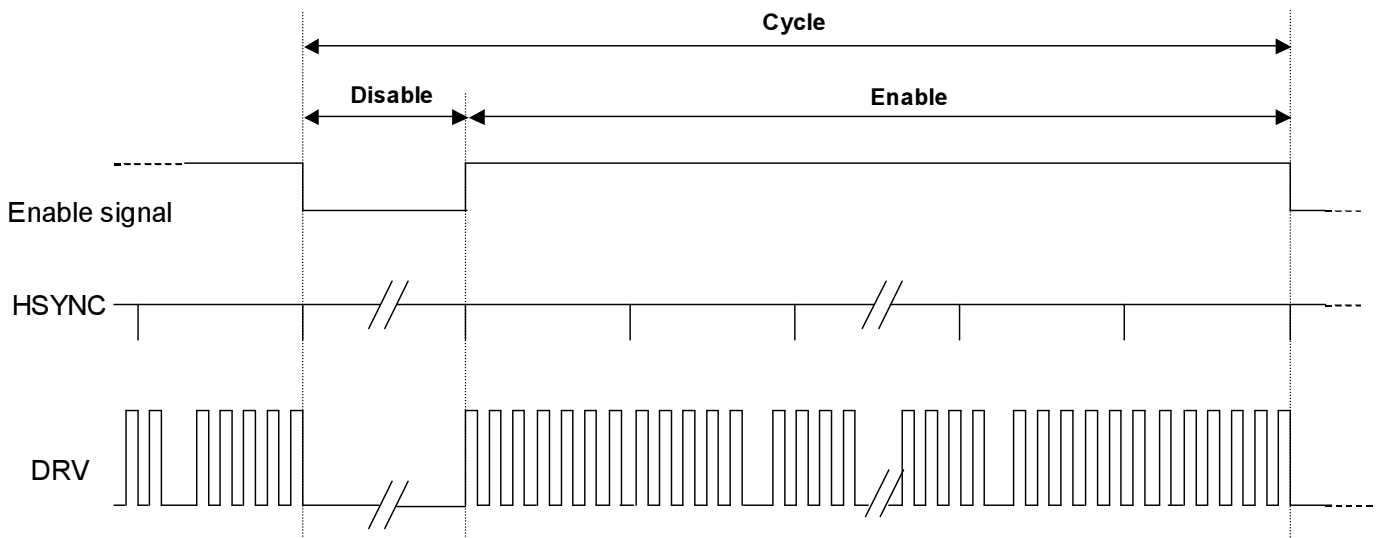 Cycle
Disable
Enable
Enable signal
HSYNC
DRV